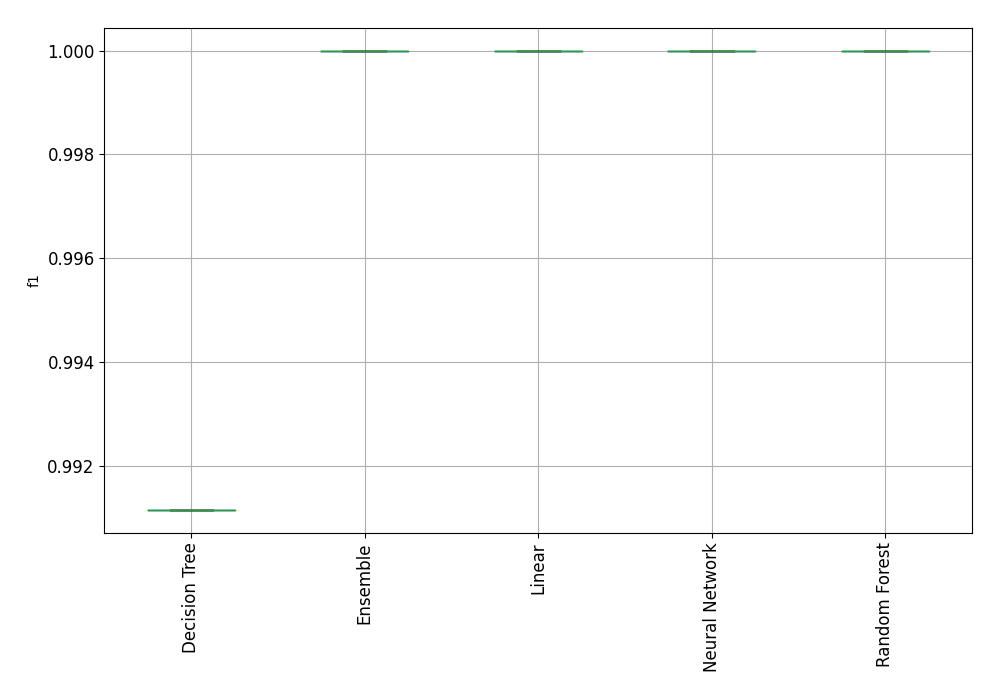 1.000
0.998
0.996
0.994
0.992
f1
Decision Tree
Ensemble
Linear
Neural Network
Random Forest